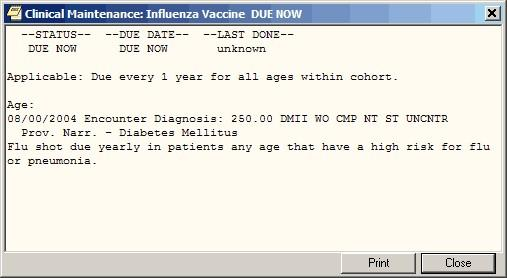 Clinical Maintenance: Influenza Vaccine  DUE NOW
--STATUS--  --DUE DATE--  --LAST DONE--
DUE NOW      DUE NOW       unknown
Applicable: Due every 1 year for all ages within cohort.
Age:
08/00/2004 Encounter Diagnosis: 250.00 DMII WO CMP NT ST UNCNTR
Prov. Narr. - Diabetes Mellitus
Flu shot due yearly in patients any age that have a high risk for flu
or pneumonia.
Print  Close